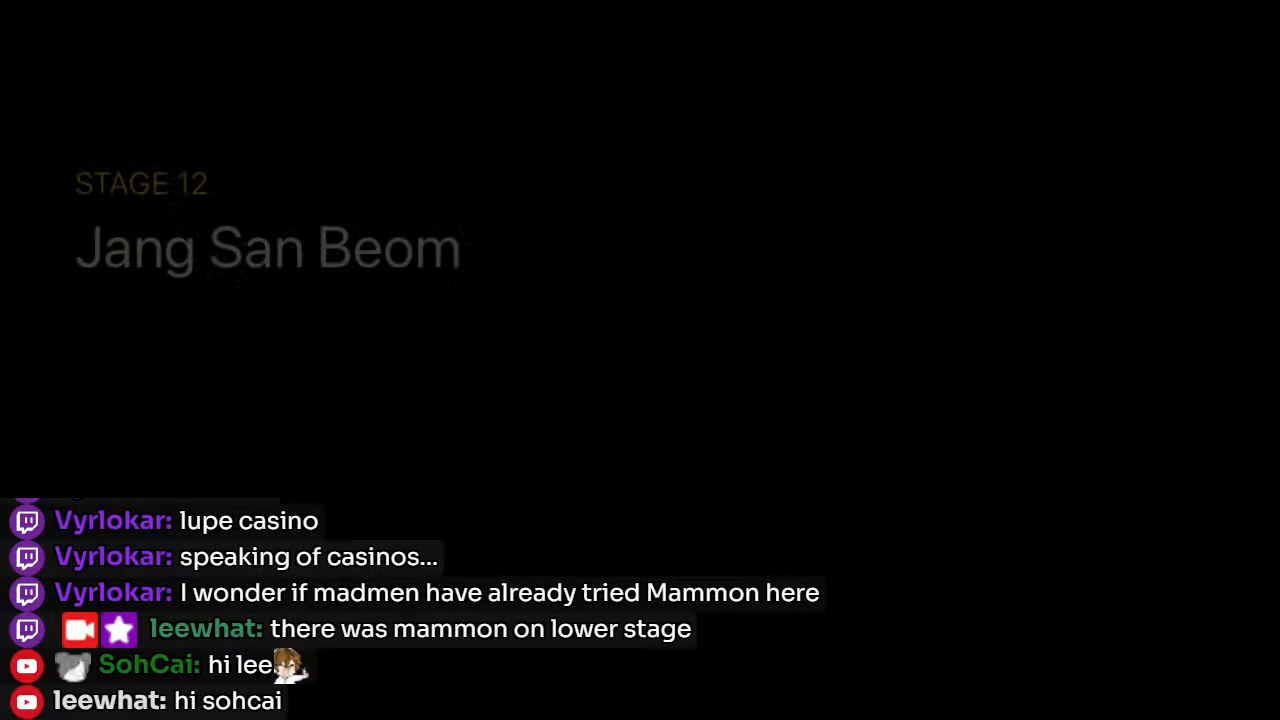 STAGE 12
Jang San Beom
Vyrlokar: lupe casino
Vyrlokar: speaking of casinos...
Vyrlokar: I wonder if madmen have already tried Mammon here
leewhat: there was mammon on lower stage
SohCai: hi lee
leewhat: hi sohcai